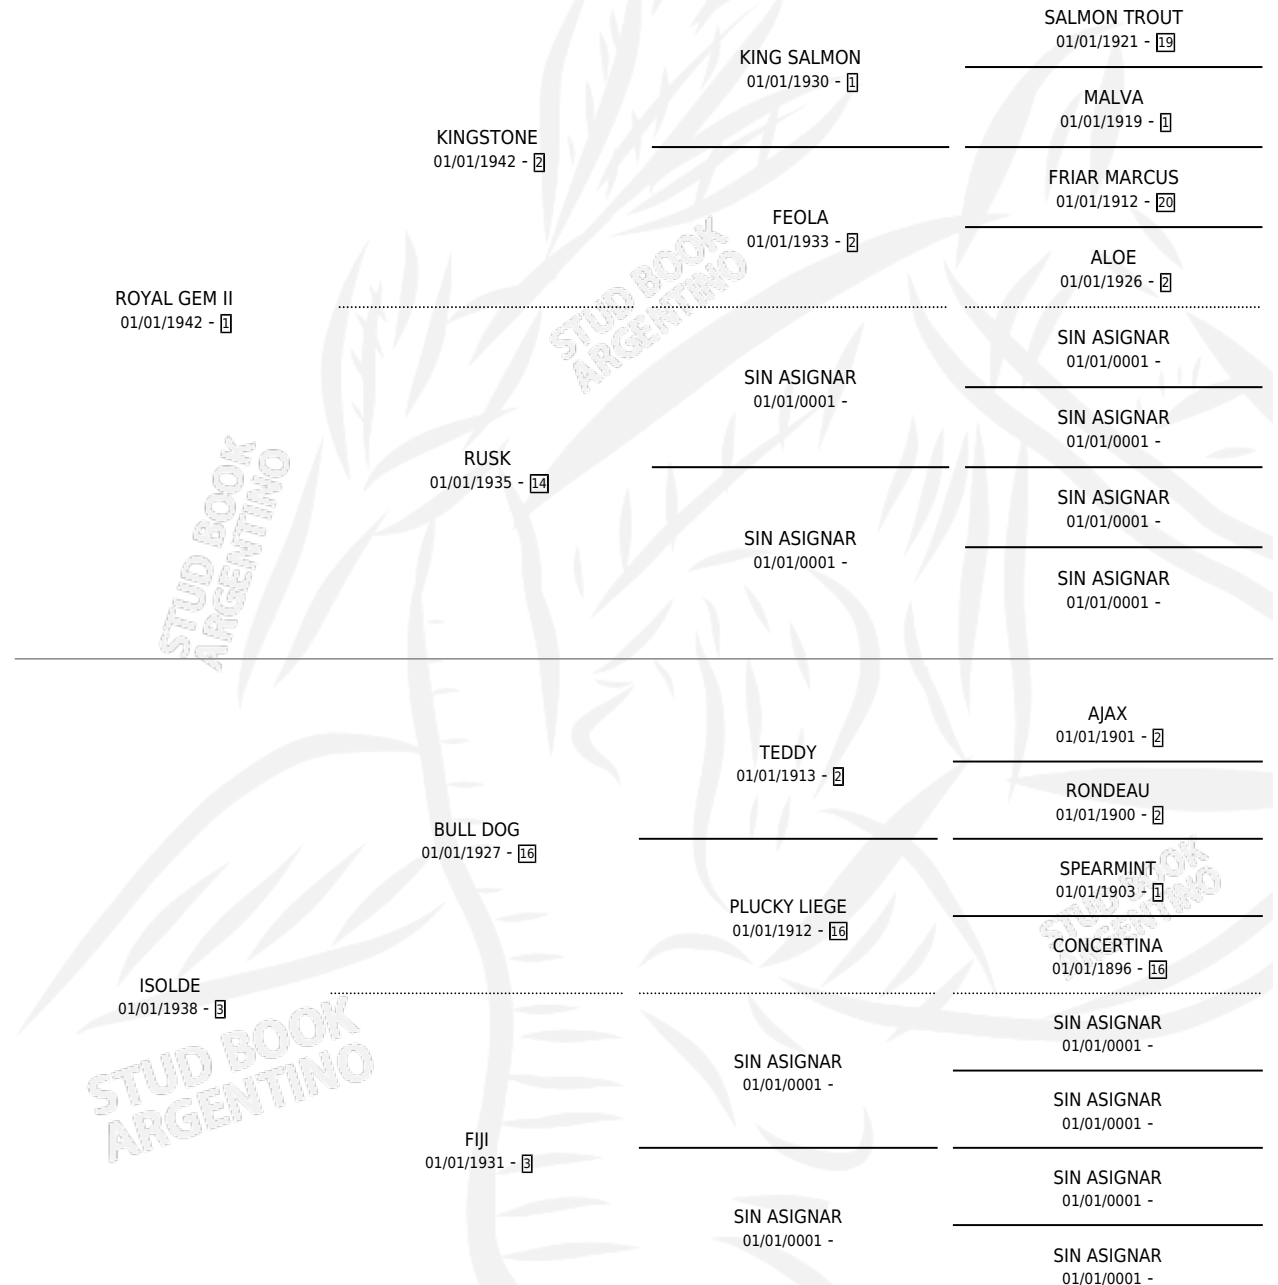 SALMON TROUT
01/01/1921 - 19
KING SALMON
01/01/1930 - 1
MALVA
01/01/1919 - 1
KINGSTONE
01/01/1942 - 2
FRIAR MARCUS
01/01/1912 - 20
FEOLA
01/01/1933 - 2
ALOE
01/01/1926 - 2
ROYAL GEM II
01/01/1942 - 1
SIN ASIGNAR
01/01/0001 -
SIN ASIGNAR
01/01/0001 -
SIN ASIGNAR
01/01/0001 -
RUSK
01/01/1935 - 14
SIN ASIGNAR
01/01/0001 -
SIN ASIGNAR
01/01/0001 -
SIN ASIGNAR
01/01/0001 -
STUD BOOK
ARGENTINO
STUD BOOK
ARGENTINO
AJAX
01/01/1901 - 2
TEDDY
01/01/1913 - 2
RONDEAU
01/01/1900 - 2
BULL DOG
01/01/1927 - 16
SPEARMINT
01/01/1903 - 1
PLUCKY LIEGE
01/01/1912 - 16
CONCERTINA
01/01/1896 - 16
STUD BOOK
ARGENTINO
ISOLDE
01/01/1938 - 3
SIN ASIGNAR
01/01/0001 -
SIN ASIGNAR
01/01/0001 -
SIN ASIGNAR
01/01/0001 -
FIJI
01/01/1931 - 3
SIN ASIGNAR
01/01/0001 -
SIN ASIGNAR
01/01/0001 -
SIN ASIGNAR
01/01/0001 -
STUD BOOK
ARGENTINO